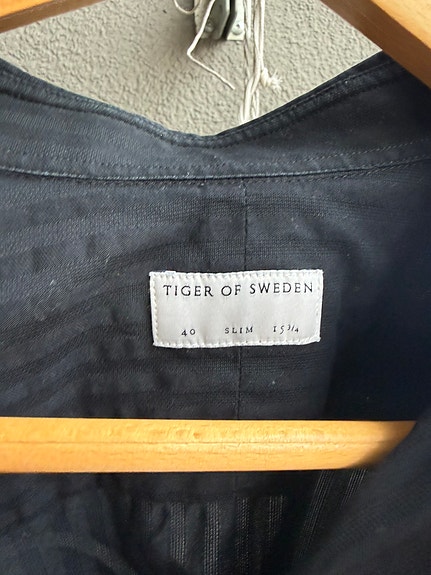 TIGER OF SWEDEN
40 SLIM 15 3/4